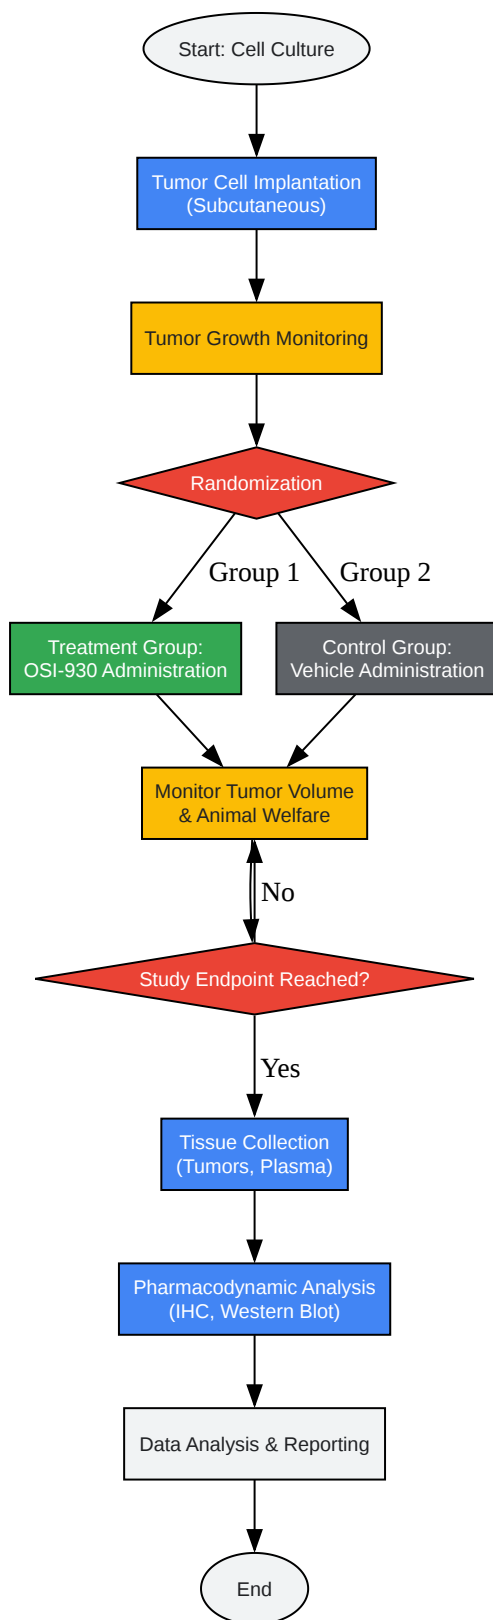 Start: Cell Culture
Tumor Cell Implantation
(Subcutaneous)
Tumor Growth Monitoring
Randomization
Group 1
Group 2
Treatment Group:
OSI-930 Administration
Control Group:
Vehicle Administration
Monitor Tumor Volume
& Animal Welfare
No
Study Endpoint Reached?
Yes
Tissue Collection
(Tumors, Plasma)
Pharmacodynamic Analysis
(IHC, Western Blot)
Data Analysis & Reporting
End